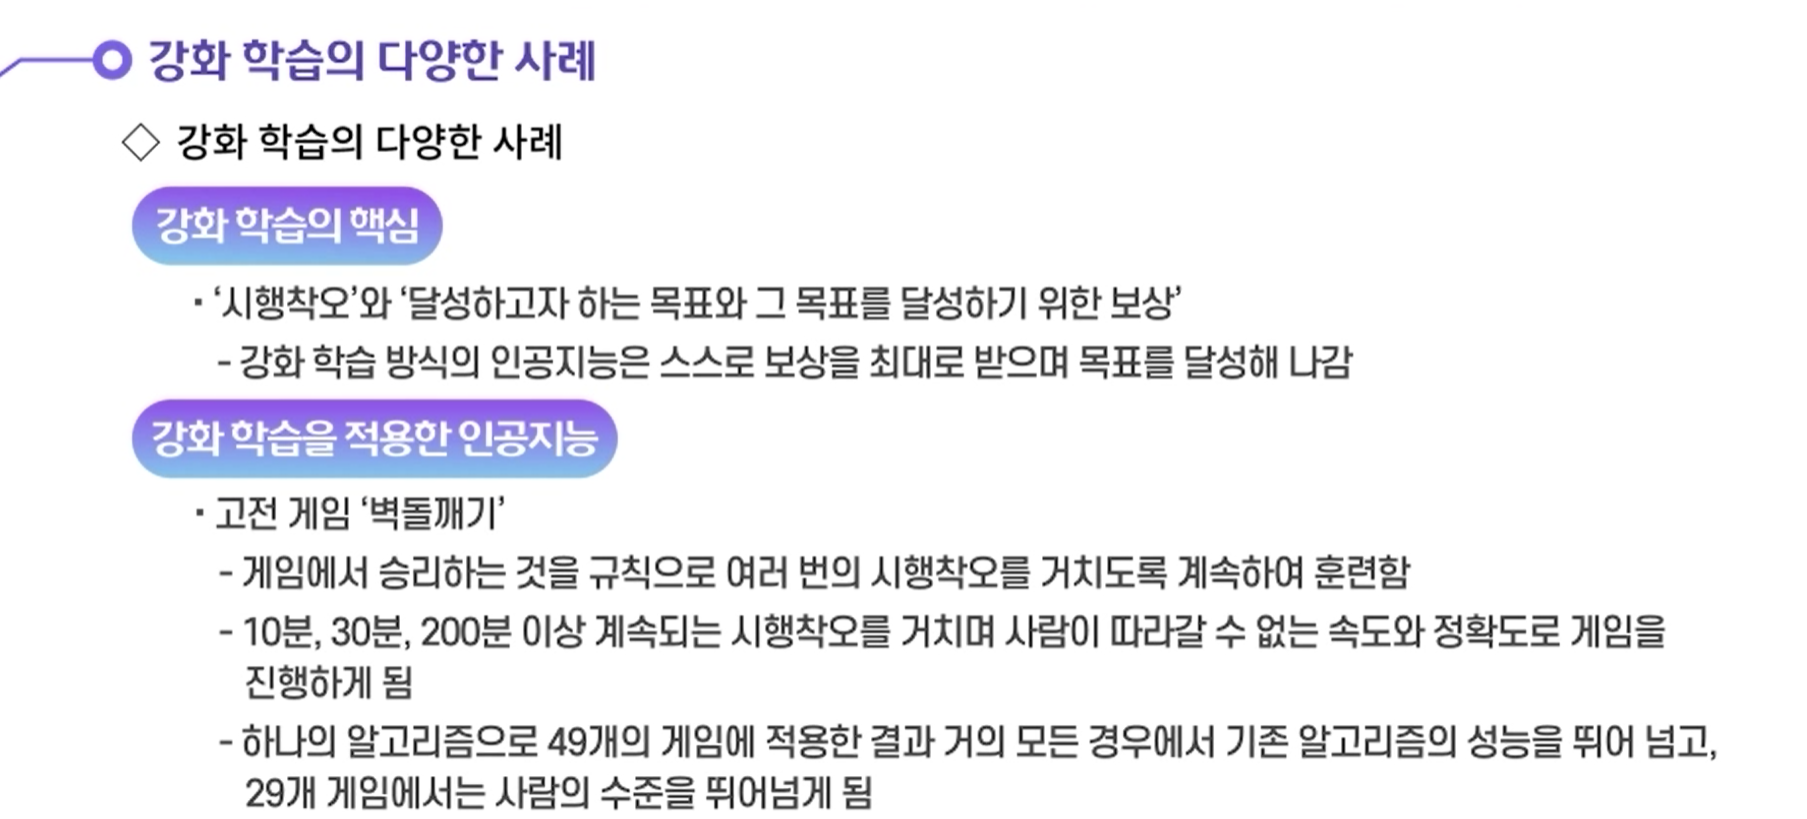 강화 학습의 다양한 사례
◇ 강화 학습의 다양한 사례
강화 학습의 핵심
▪ ‘시행착오’와 ‘달성하고자 하는 목표와 그 목표를 달성하기 위한 보상’
- 강화 학습 방식의 인공지능은 스스로 보상을 최대로 받으며 목표를 달성해 나감
강화 학습을 적용한 인공지능
▪ 고전 게임 ‘벽돌깨기’
- 게임에서 승리하는 것을 규칙으로 여러 번의 시행착오를 거치도록 계속하여 훈련함
- 10분, 30분, 200분 이상 계속되는 시행착오를 거치며 사람이 따라갈 수 없는 속도와 정확도로 게임을
진행하게 됨
- 하나의 알고리즘으로 49개의 게임에 적용한 결과 거의 모든 경우에서 기존 알고리즘의 성능을 뛰어 넘고,
29개 게임에서는 사람의 수준을 뛰어넘게 됨